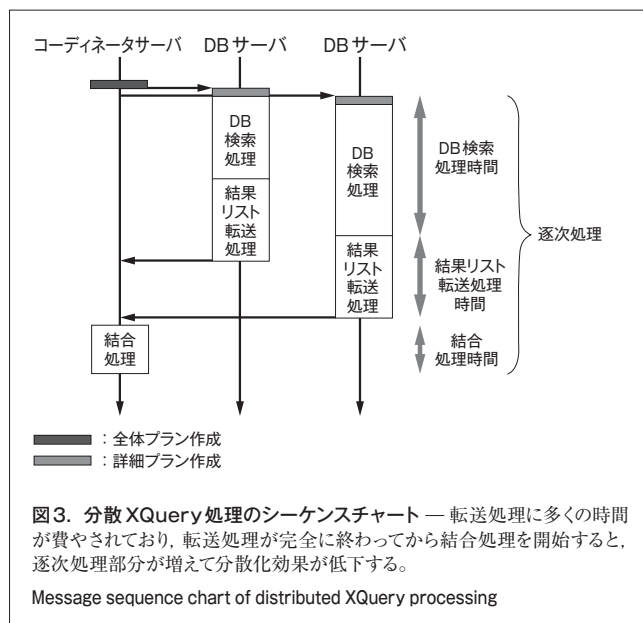 コーディネータサーバ
DBサーバ
DBサーバ
DB
検索
処理
結果
リスト
転送
処理
DB
検索
処理
結果
リスト
転送
処理
結合
処理
DB検索
処理時間
結果リスト
転送処理
時間
結合
処理時間
逐次処理
：全体プラン作成
：詳細プラン作成
図3. 分散XQuery処理のシーケンスチャート — 転送処理に多くの時間
が費やされており，転送処理が完全に終わってから結合処理を開始すると，
逐次処理部分が増えて分散化効果が低下する。
Message sequence chart of distributed XQuery processing